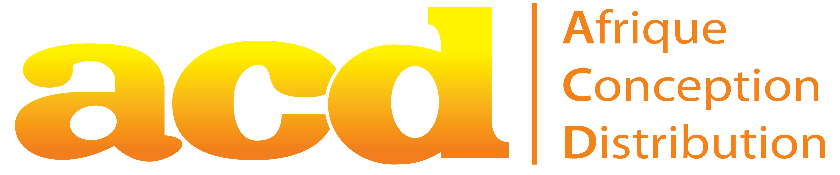 acd
Afrique
Conception
Distribution